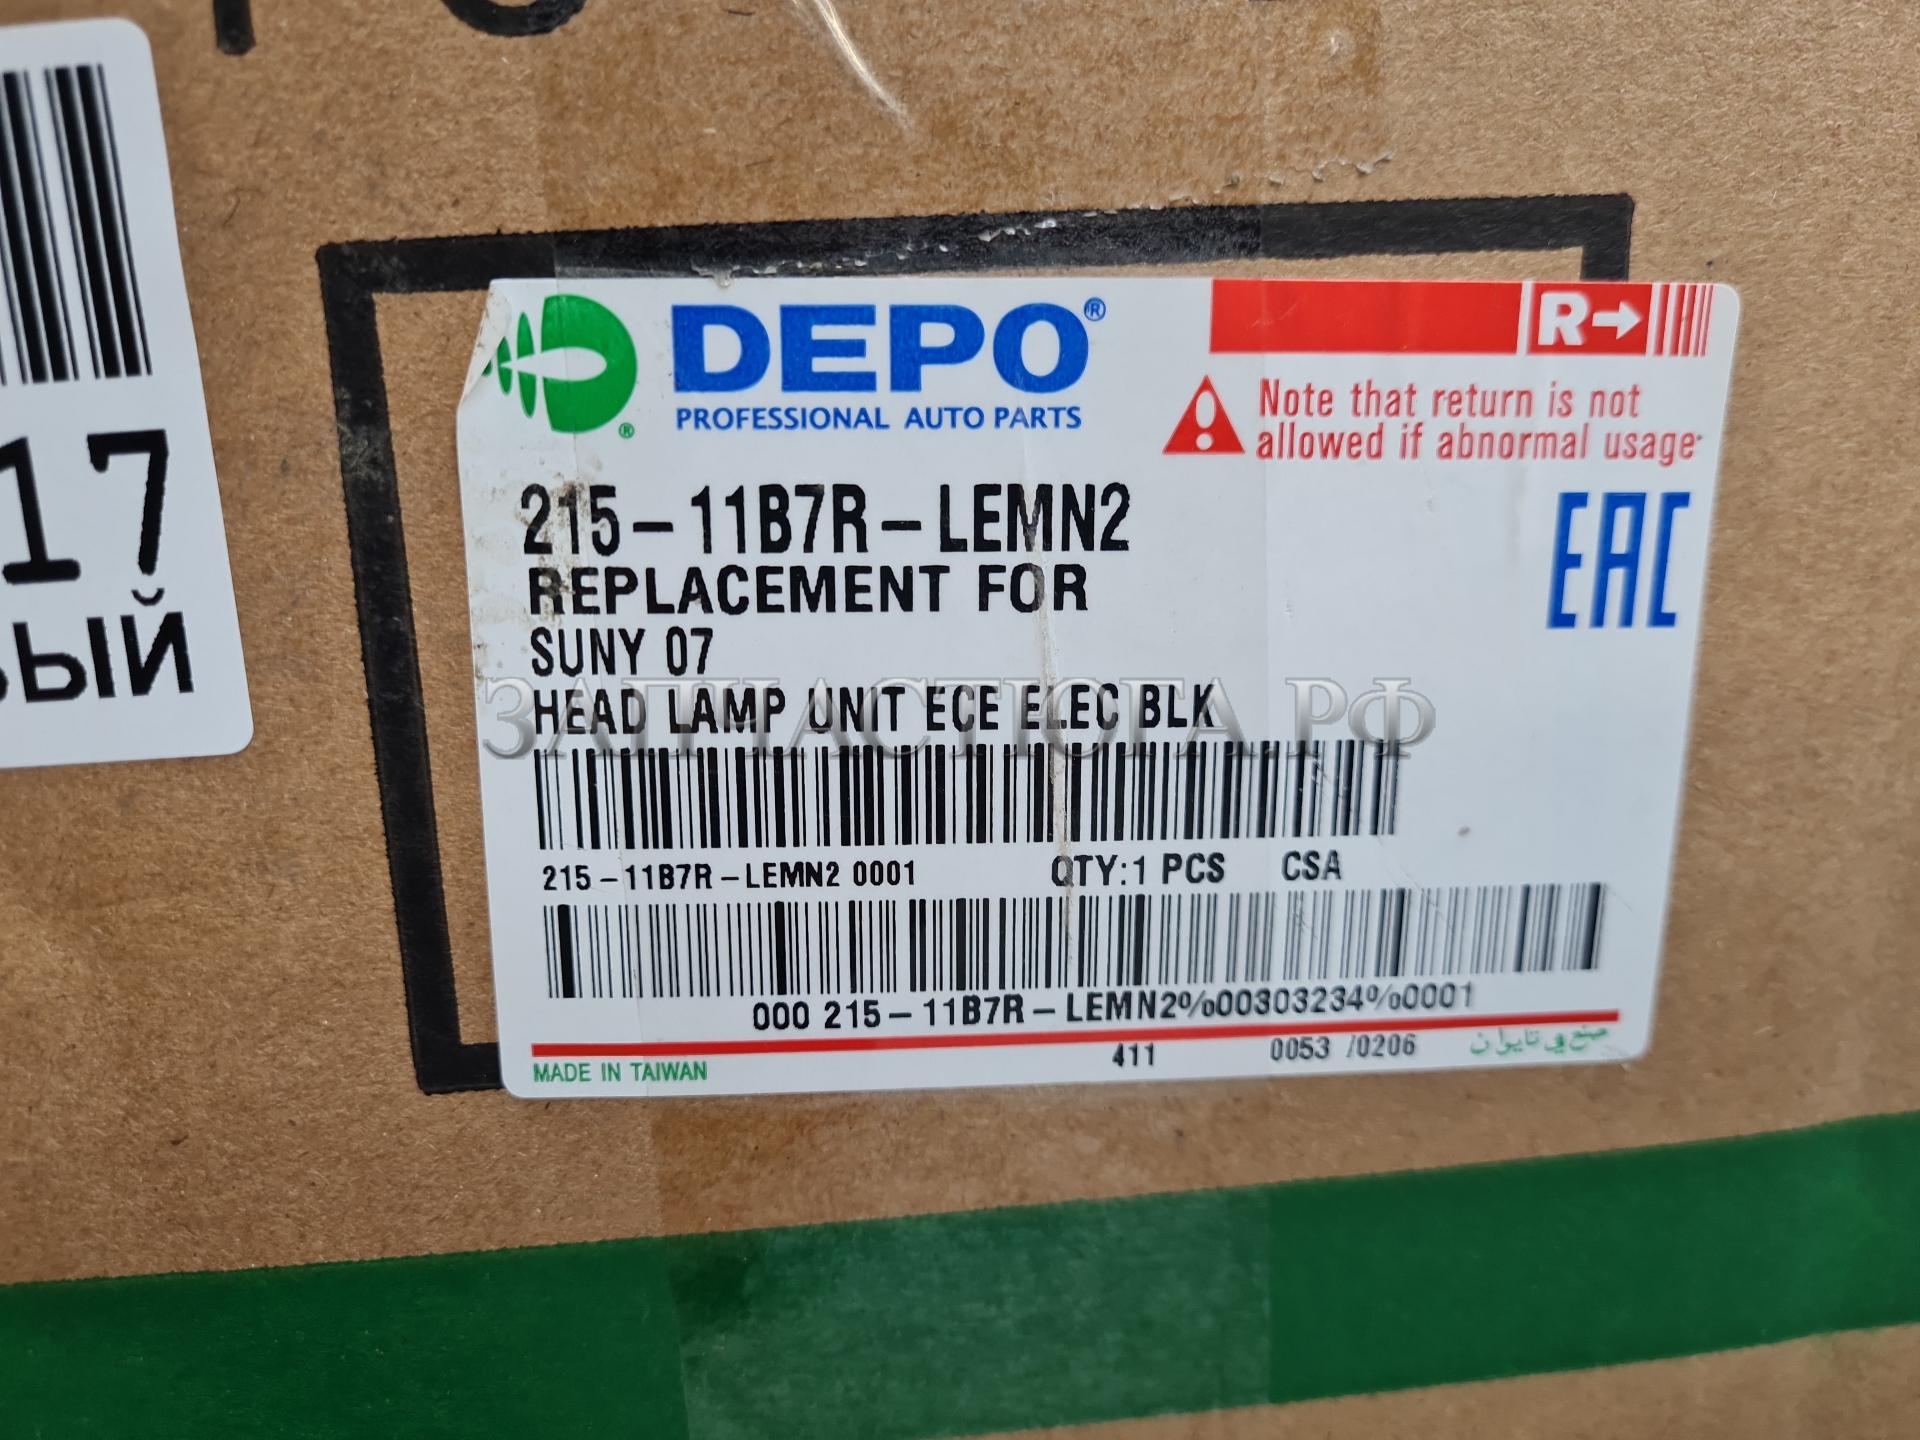 17
ЫЙ
DEPO®
PROFESSIONAL AUTO PARTS
®
R→
Note that return is not
allowed if abnormal usage
215-11B7R-LEMN2
EAC
REPLACEMENT FOR
SUNY 07
HEAD LAMP UNIT ECE ELEC BLK
ЗАПЧАСТЮГА.РФ
215-11B7R-LEMN2 0001 QTY:1 PCS CSA
000 215-11B7R-LEMN2%00303234%0001
MADE IN TAIWAN 411 0053 /0206 صنع في تايوان